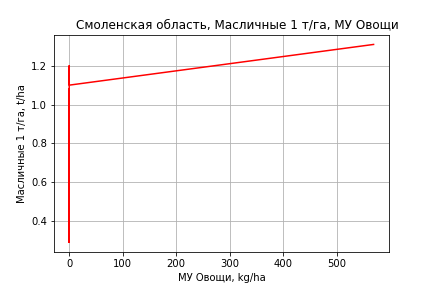 Смоленская область, Масличные 1 т/га, МУ Овощи
Масличные 1 т/га, t/ha
1.2
1.0
0.8
0.6
0.4
0 100 200 300 400 500
МУ Овощи, kg/ha